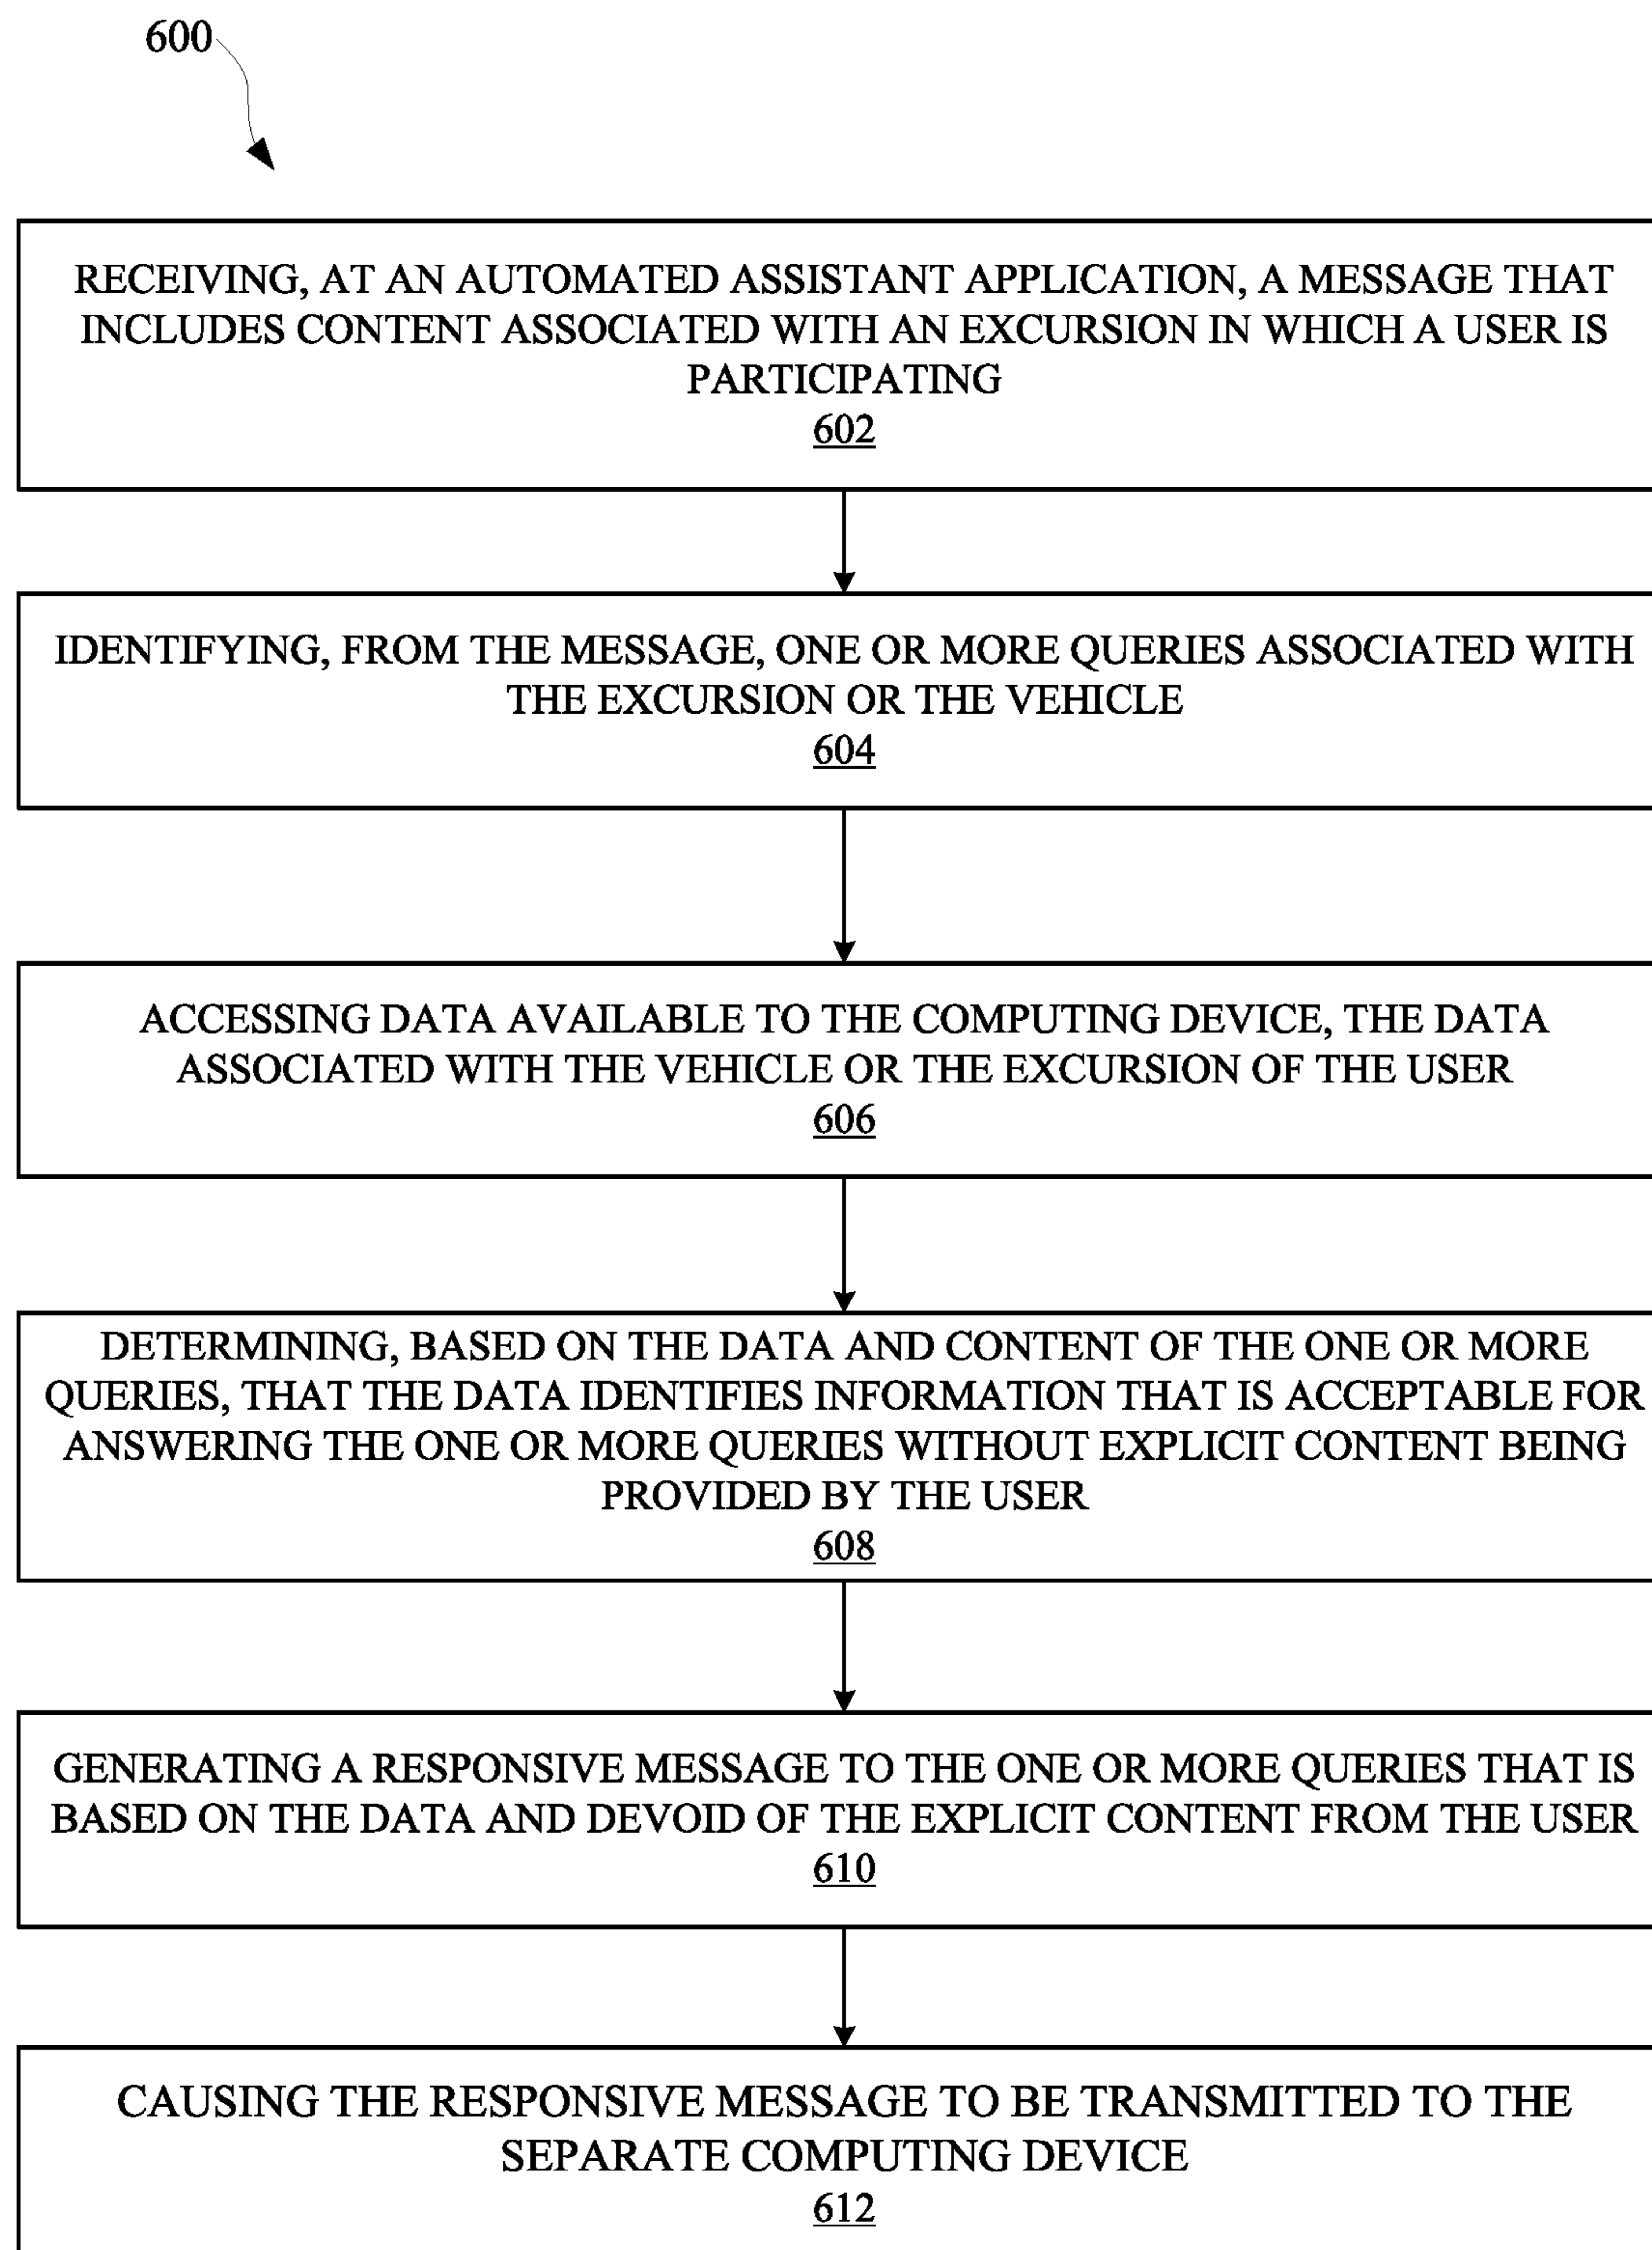 600
RECEIVING, AT AN AUTOMATED ASSISTANT APPLICATION, A MESSAGE THAT
INCLUDES CONTENT ASSOCIATED WITH AN EXCURSION IN WHICH A USER IS
PARTICIPATING
602
IDENTIFYING, FROM THE MESSAGE, ONE OR MORE QUERIES ASSOCIATED WITH
THE EXCURSION OR THE VEHICLE
604
ACCESSING DATA AVAILABLE TO THE COMPUTING DEVICE, THE DATA
ASSOCIATED WITH THE VEHICLE OR THE EXCURSION OF THE USER
606
DETERMINING, BASED ON THE DATA AND CONTENT OF THE ONE OR MORE
QUERIES, THAT THE DATA IDENTIFIES INFORMATION THAT IS ACCEPTABLE FOR
ANSWERING THE ONE OR MORE QUERIES WITHOUT EXPLICIT CONTENT BEING
PROVIDED BY THE USER
608
GENERATING A RESPONSIVE MESSAGE TO THE ONE OR MORE QUERIES THAT IS
BASED ON THE DATA AND DEVOID OF THE EXPLICIT CONTENT FROM THE USER
610
CAUSING THE RESPONSIVE MESSAGE TO BE TRANSMITTED TO THE
SEPARATE COMPUTING DEVICE
612